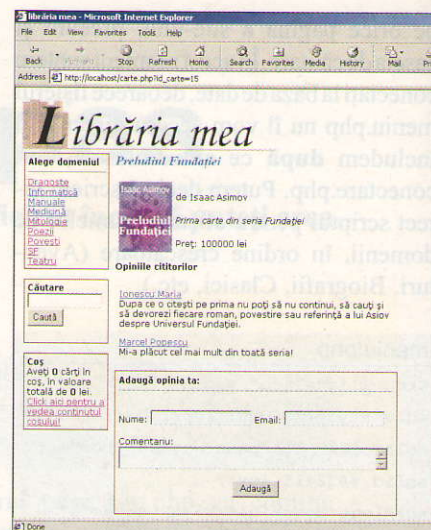 librăria mea - Microsoft Internet Explorer
File Edit View Favorites Tools Help
Back Stop Refresh Home Search Favorites Media History Mail
Address http://localhost/carte.php?id_carte=15
Librăria mea
Alege domeniul
Dragoste
Informatică
Manuale
Medicină
Mitologie
Poezii
Povesti
SF
Teatru
Căutare
Caută
Coș
Aveți 0 cărți în
coș, în valoare
totală de 0 lei.
Click aici pentru a
vedea conținutul
coșului!
Preludiul Fundației
Isaac Asimov
Preludiul
Fundației
de Isaac Asimov
Prima carte din seria Fundației
Preț: 100000 lei
Opiniile cititorilor
Ionescu Maria
Dupa ce o citești pe prima nu poți să nu continui, să cauți și
să devorezi fiecare roman, povestire sau referință a lui Asiov
despre Universul Fundației.
Marcel Popescu
Mi-a plăcut cel mai mult din toată seria!
Adaugă opinia ta:
Nume: Email:
Comentariu:
Adaugă
Done